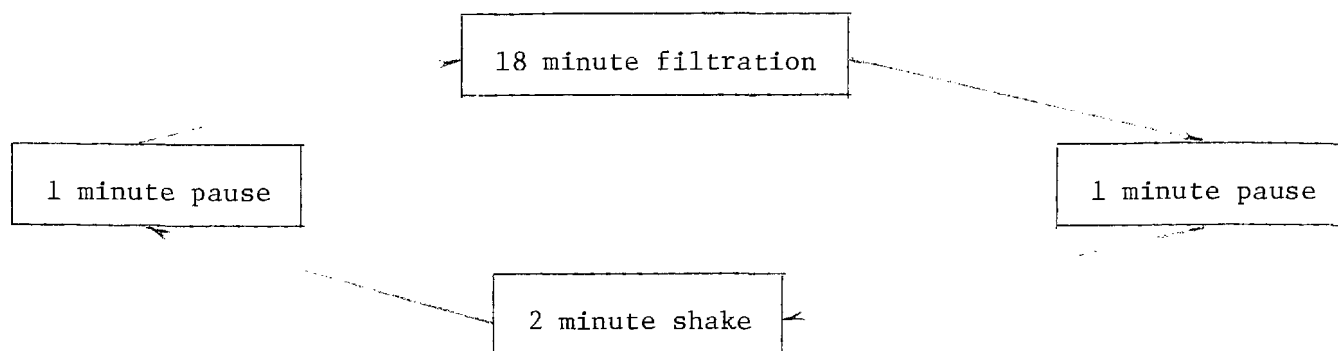 18 minute filtration
1 minute pause
1 minute pause
2 minute shake